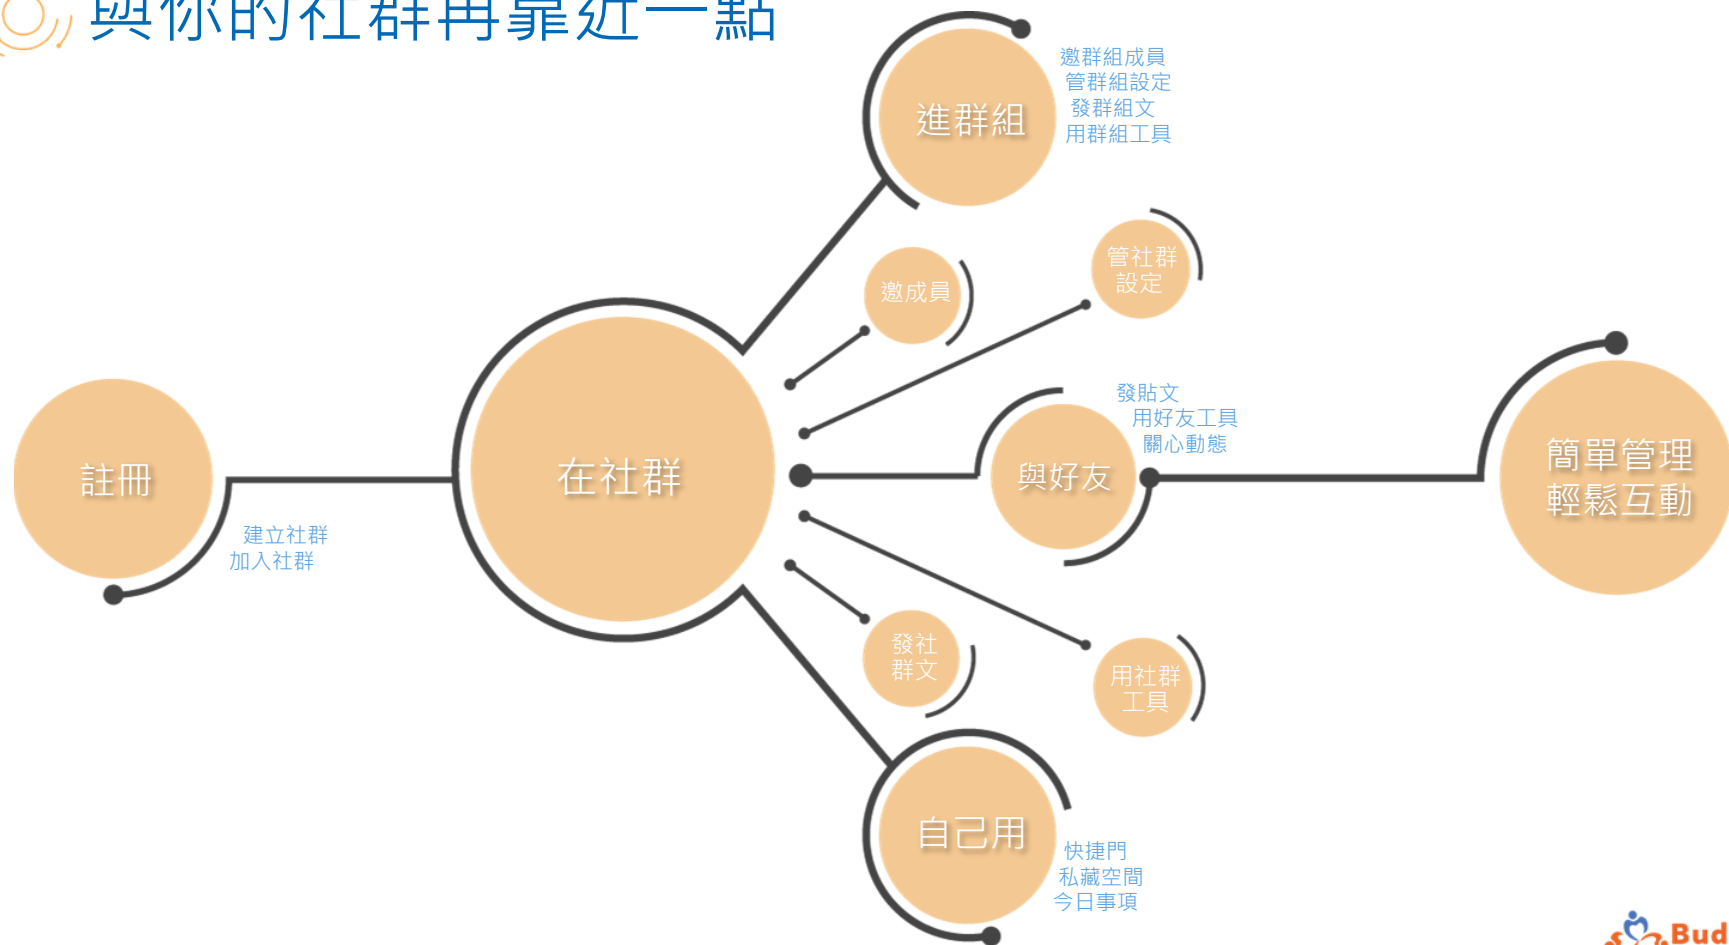 與你的社群再靠近一點
進群組
邀群組成員
管群組設定
發群組文
用群組工具
邀成員
管社群
設定
註冊
建立社群
加入社群
在社群
與好友
發貼文
用好友工具
關心動態
簡單管理
輕鬆互動
發社
群文
用社群
工具
自己用
快捷門
私藏空間
今日事項
Bud